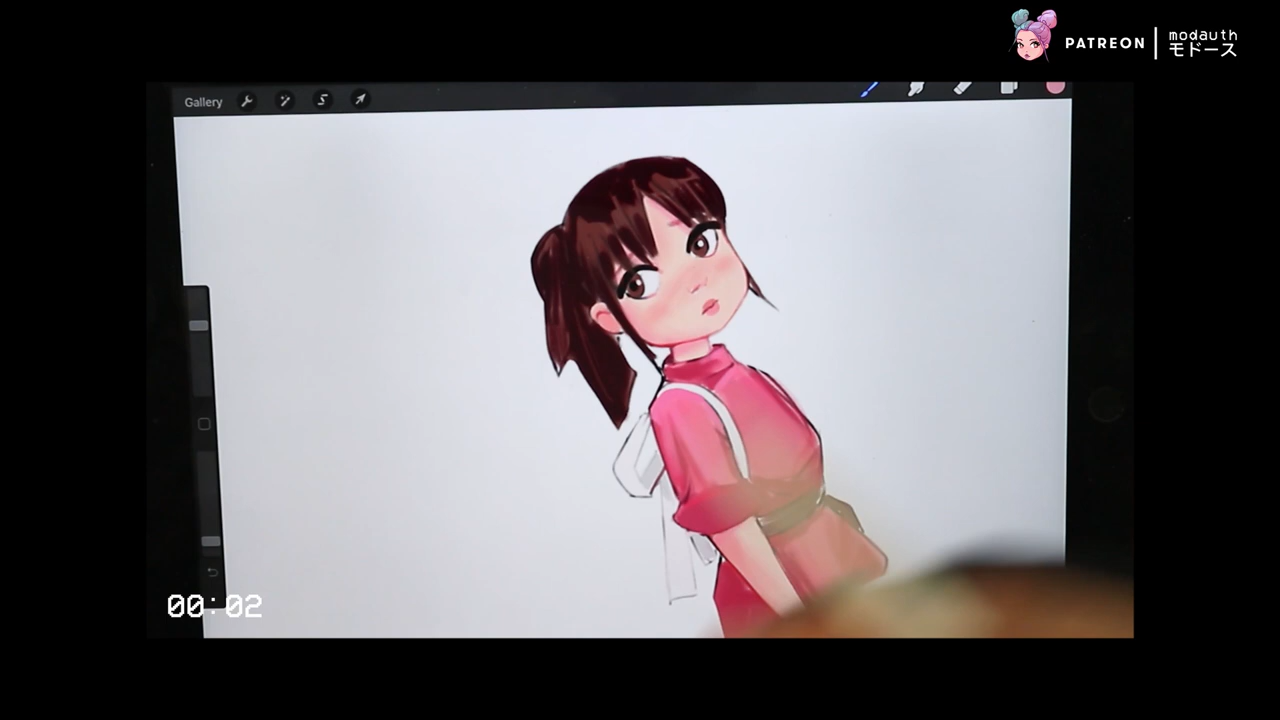 PATREON
modauth
モドース
Gallery
00:02